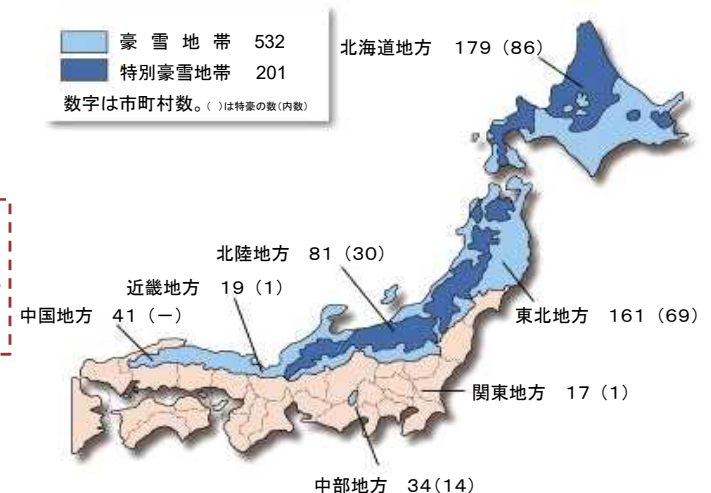 豪雪地帯 532
特別豪雪地帯 201
数字は市町村数。( )は特豪の数(内数)
北海道地方 179 (86)
北陸地方 81 (30)
近畿地方 19 (1)
中国地方 41 (－)
東北地方 161 (69)
関東地方 17 (1)
中部地方 34(14)